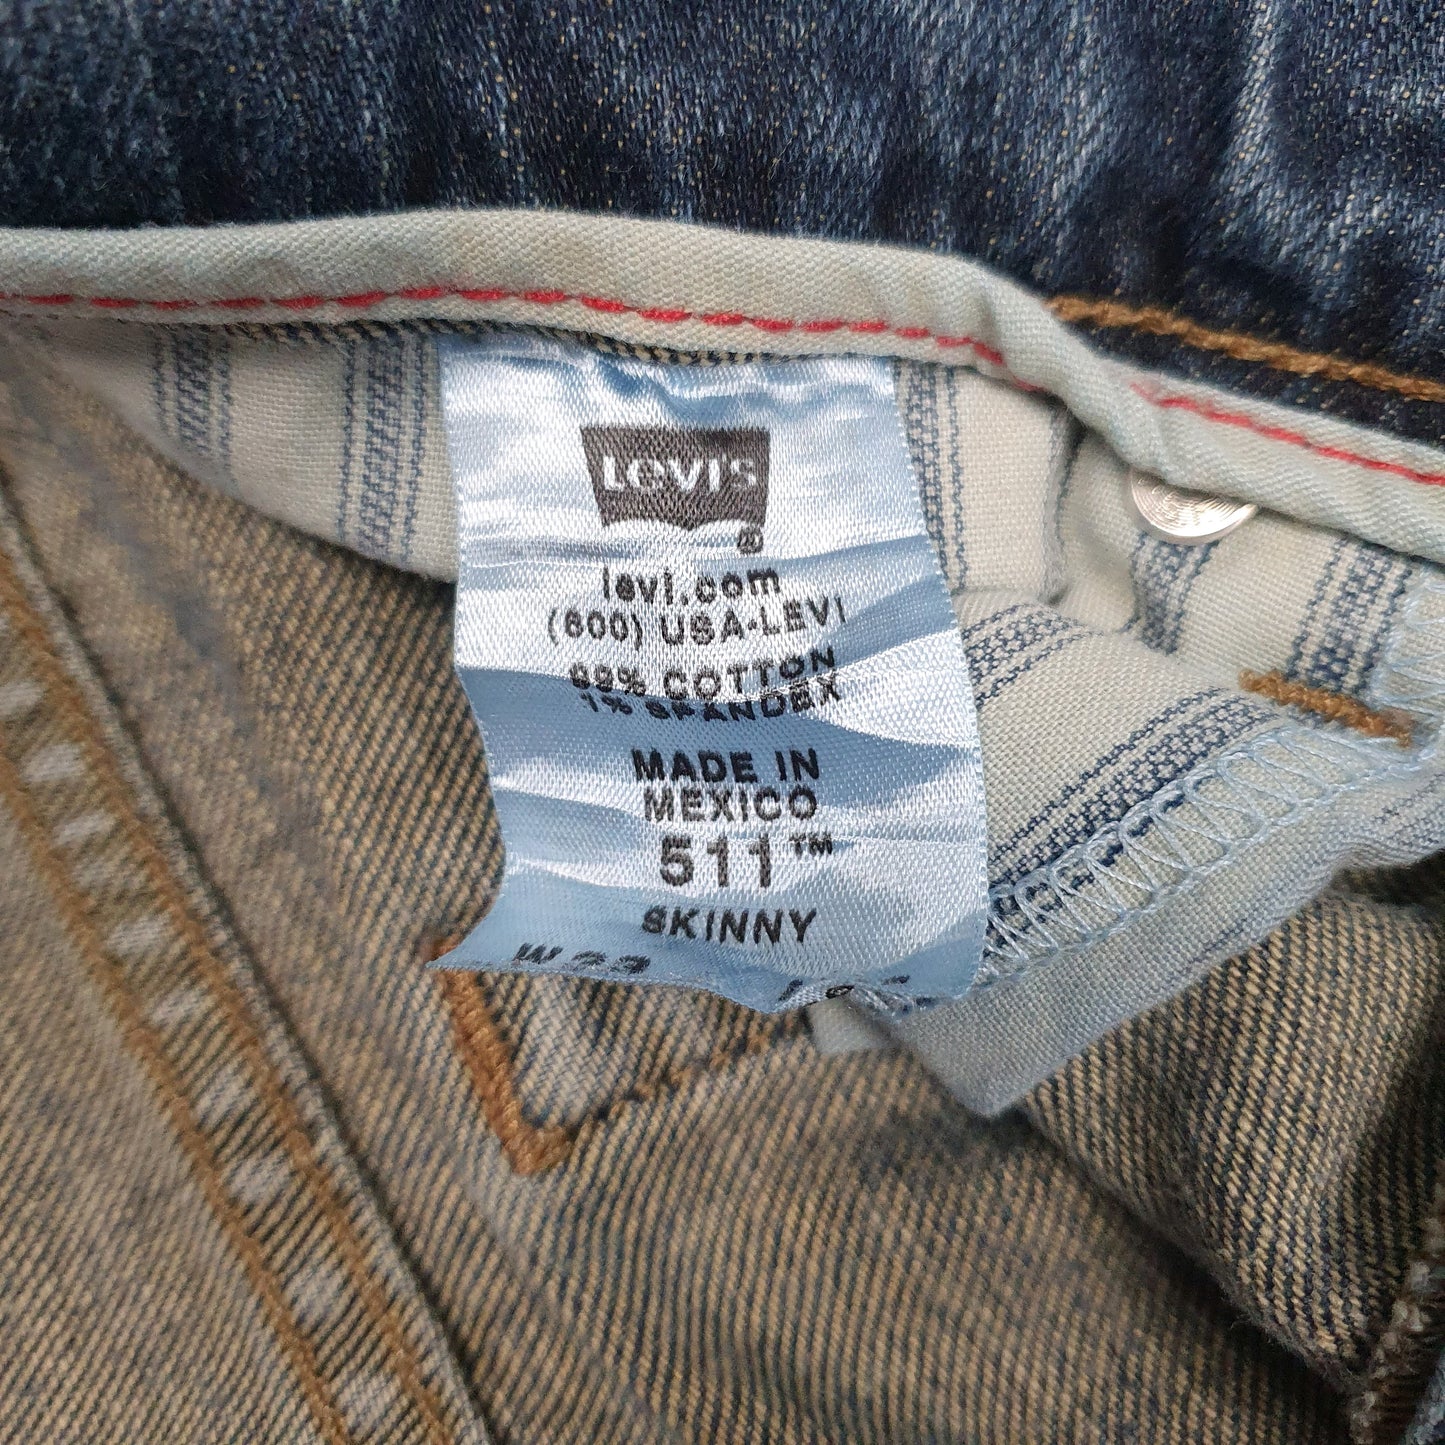 LEVI'S
®
levi.com
(800) USA-LEVI
99% COTTON
1% SPANDEX
MADE IN
MEXICO
511™
SKINNY